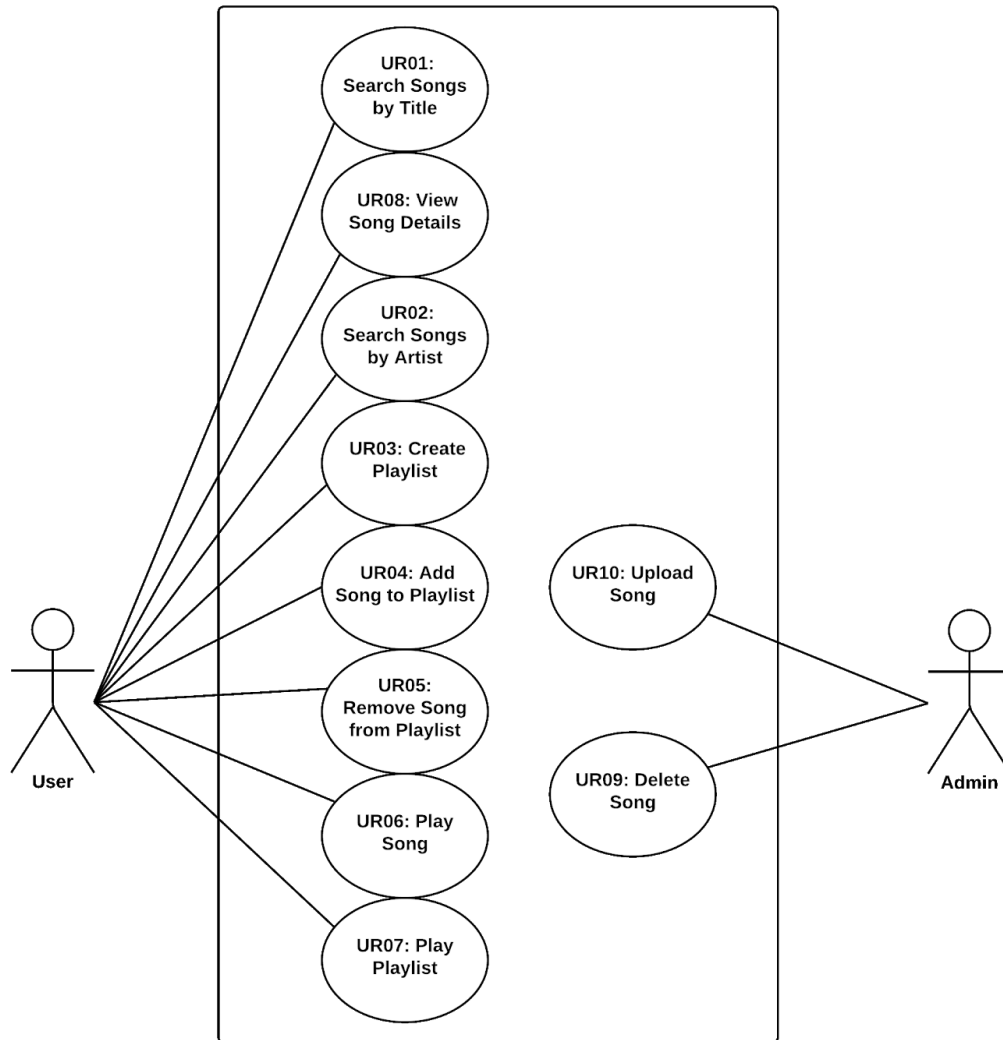 UR01:
Search Songs
by Title
UR08: View
Song Details
UR02:
Search Songs
by Artist
UR03: Create
Playlist
UR04: Add
Song to Playlist
UR05:
Remove Song
from Playlist
UR06: Play
Song
UR07: Play
Playlist
UR10: Upload
Song
UR09: Delete
Song
User
Admin